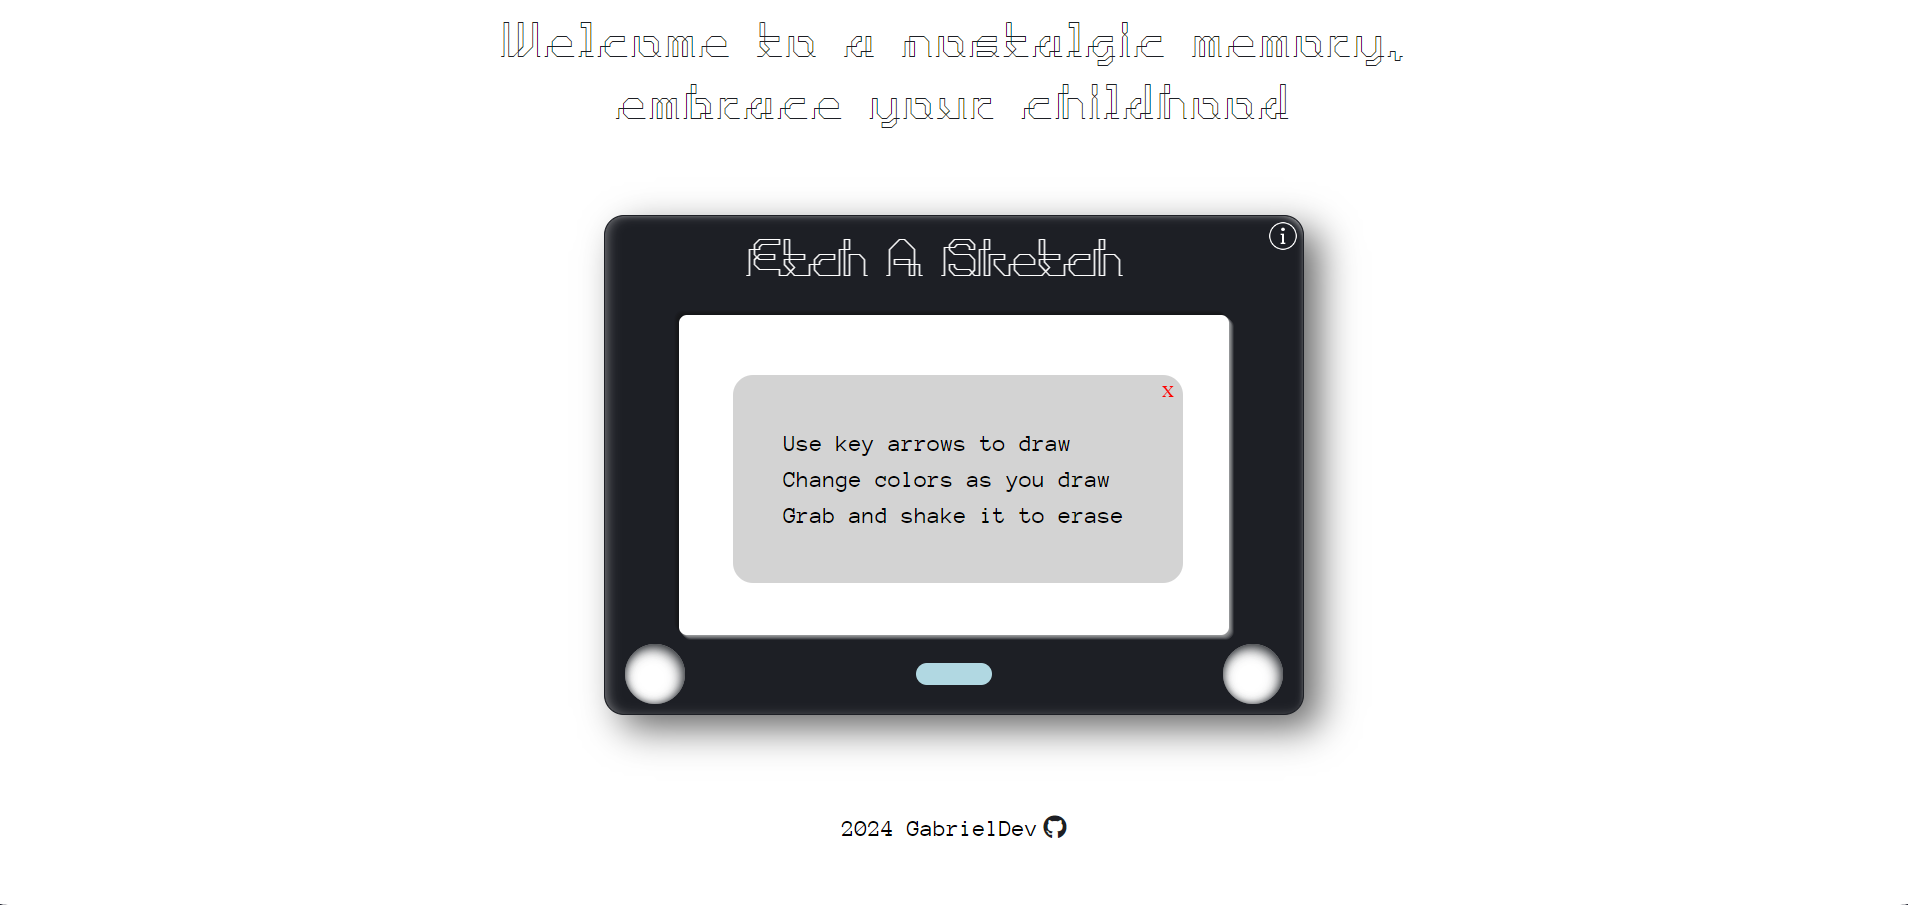 Welcome to a nostalgic memory,
embrace your childhood
Etch A Sketch
i
X
Use key arrows to draw
Change colors as you draw
Grab and shake it to erase
2024 GabrielDev